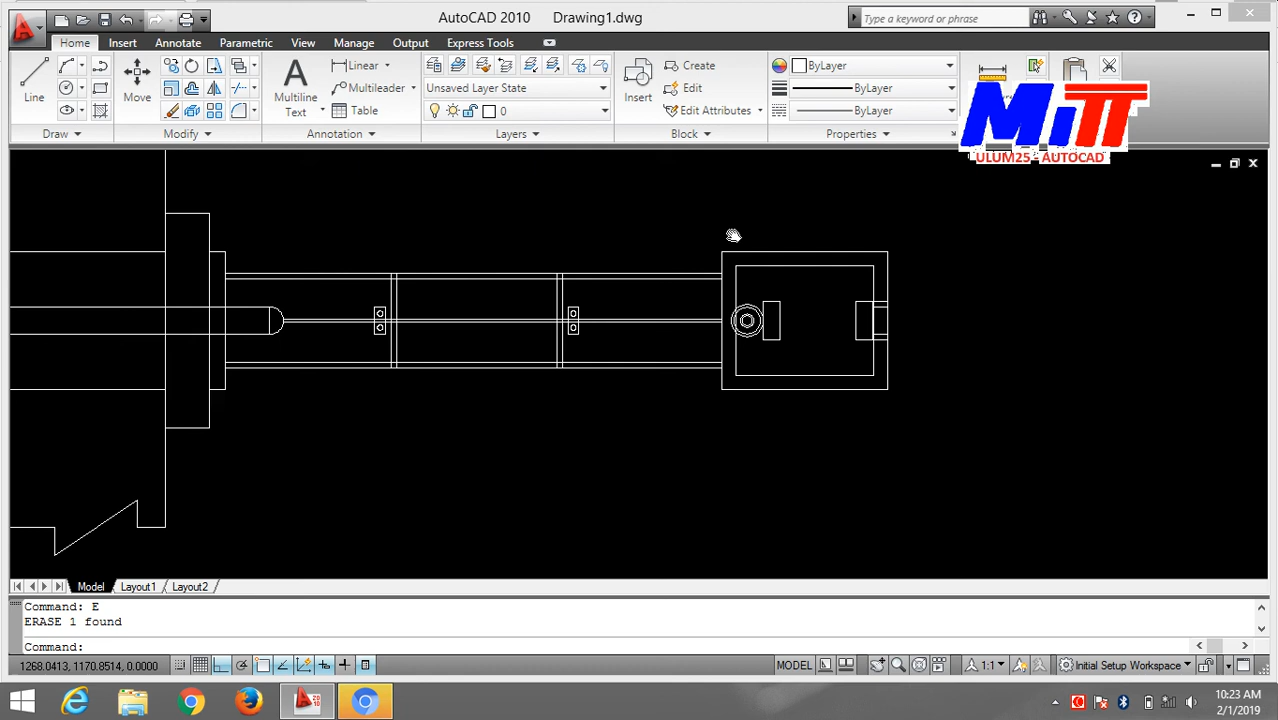 AutoCAD 2010 Drawing1.dwg
Type a keyword or phrase
Home Insert Annotate Parametric View Manage Output Express Tools
Line
Move
Multiline
Text
Linear
Multileader
Table
Unsaved Layer State
0
Insert
Create
Edit
Edit Attributes
ByLayer
ByLayer
ByLayer
Draw Modify Annotation Layers Block Properties
MiTT
ULUM25 - AUTOCAD
Model Layout1 Layout2
Command: E
ERASE 1 found
Command:
1268.0413, 1170.8514, 0.0000
MODEL
1:1
Initial Setup Workspace
10:23 AM
2/1/2019